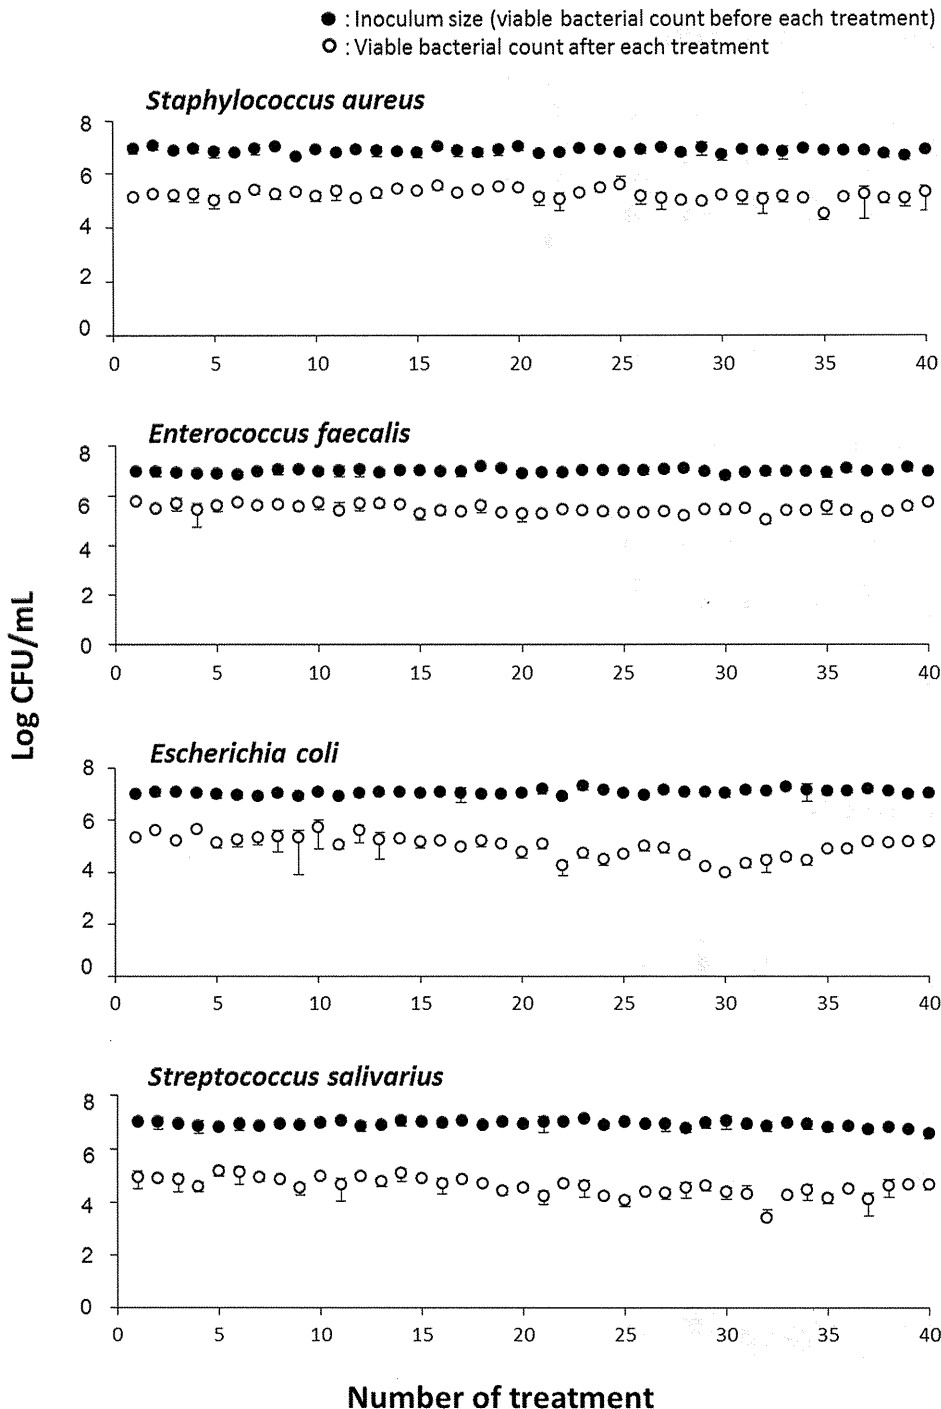 ● : Inoculum size (viable bacterial count before each treatment)
○ : Viable bacterial count after each treatment
Staphylococcus aureus
8
6
4
2
0
0 5 10 15 20 25 30 35 40
Enterococcus faecalis
8
6
4
2
0
0 5 10 15 20 25 30 35 40
Log CFU/mL
Escherichia coli
8
6
4
2
0
0 5 10 15 20 25 30 35 40
Streptococcus salivarius
8
6
4
2
0
0 5 10 15 20 25 30 35 40
Number of treatment